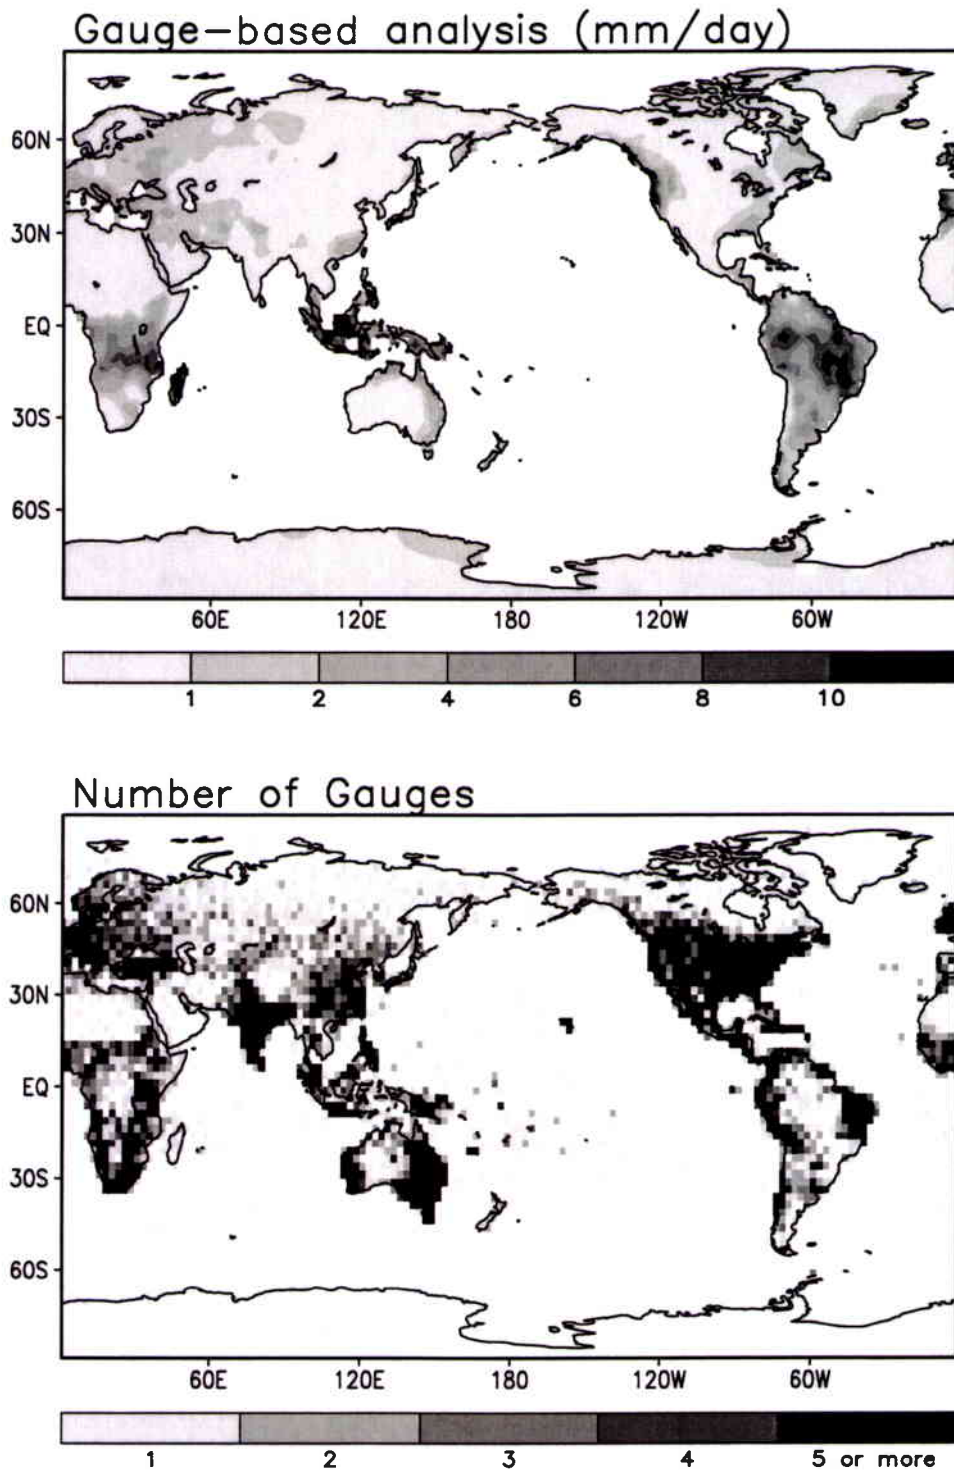 Gauge-based analysis (mm/day)
60N
30N
EQ
30S
60S
60E 120E 180 120W 60W
1 2 4 6 8 10
Number of Gauges
60N
30N
EQ
30S
60S
60E 120E 180 120W 60W
1 2 3 4 5 or more